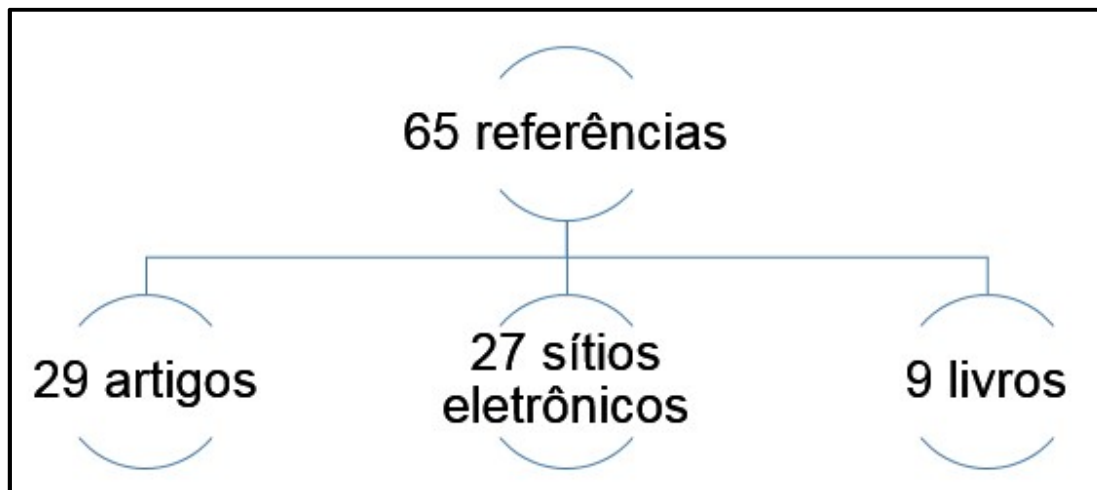 65 referências
29 artigos
27 sítios
eletrônicos
9 livros